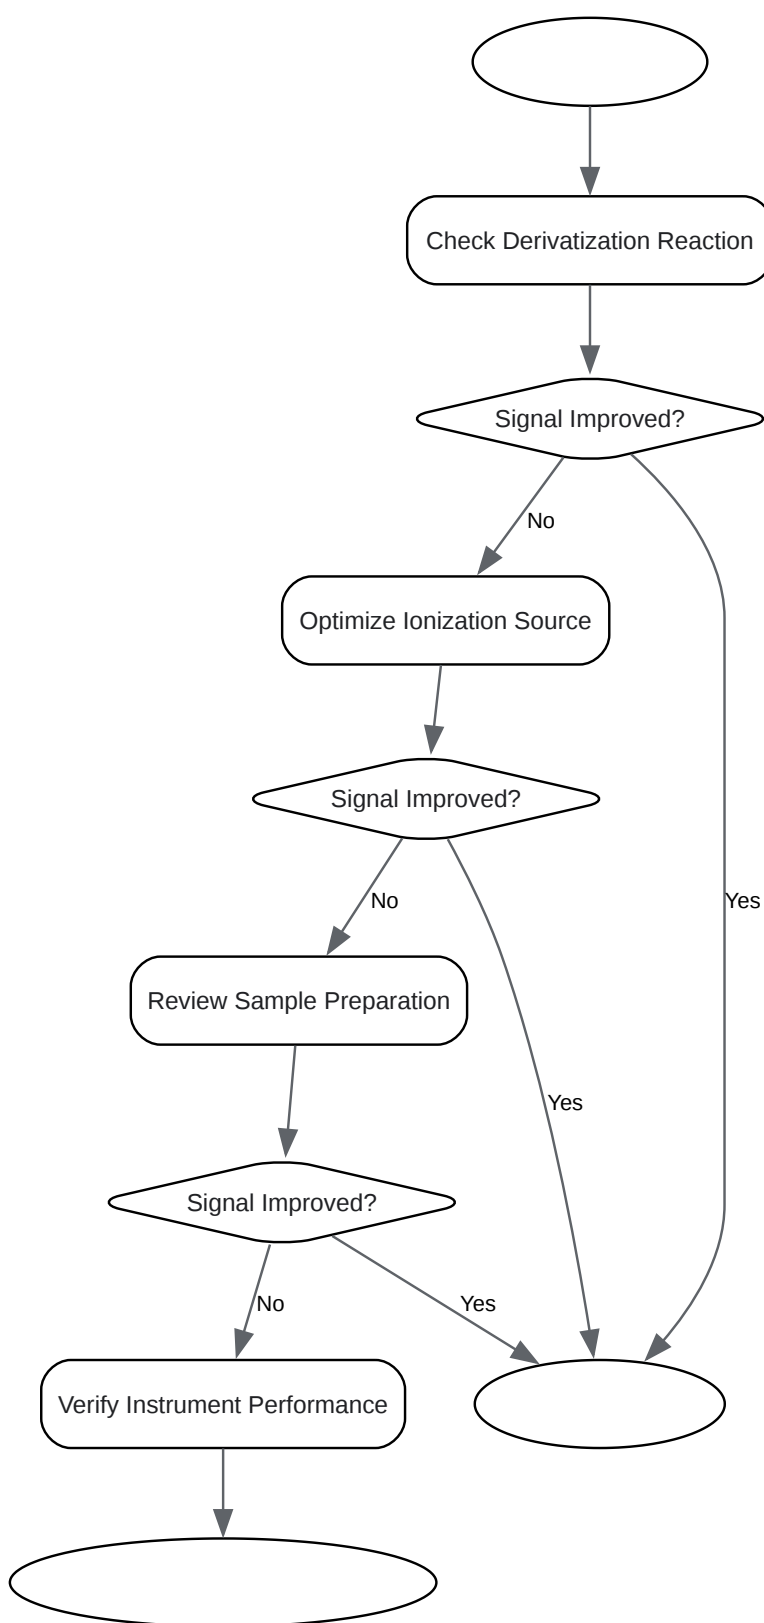 Check Derivatization Reaction
Signal Improved?
No
Optimize Ionization Source
Signal Improved?
No
Yes
Review Sample Preparation
Yes
Signal Improved?
No
Yes
Verify Instrument Performance